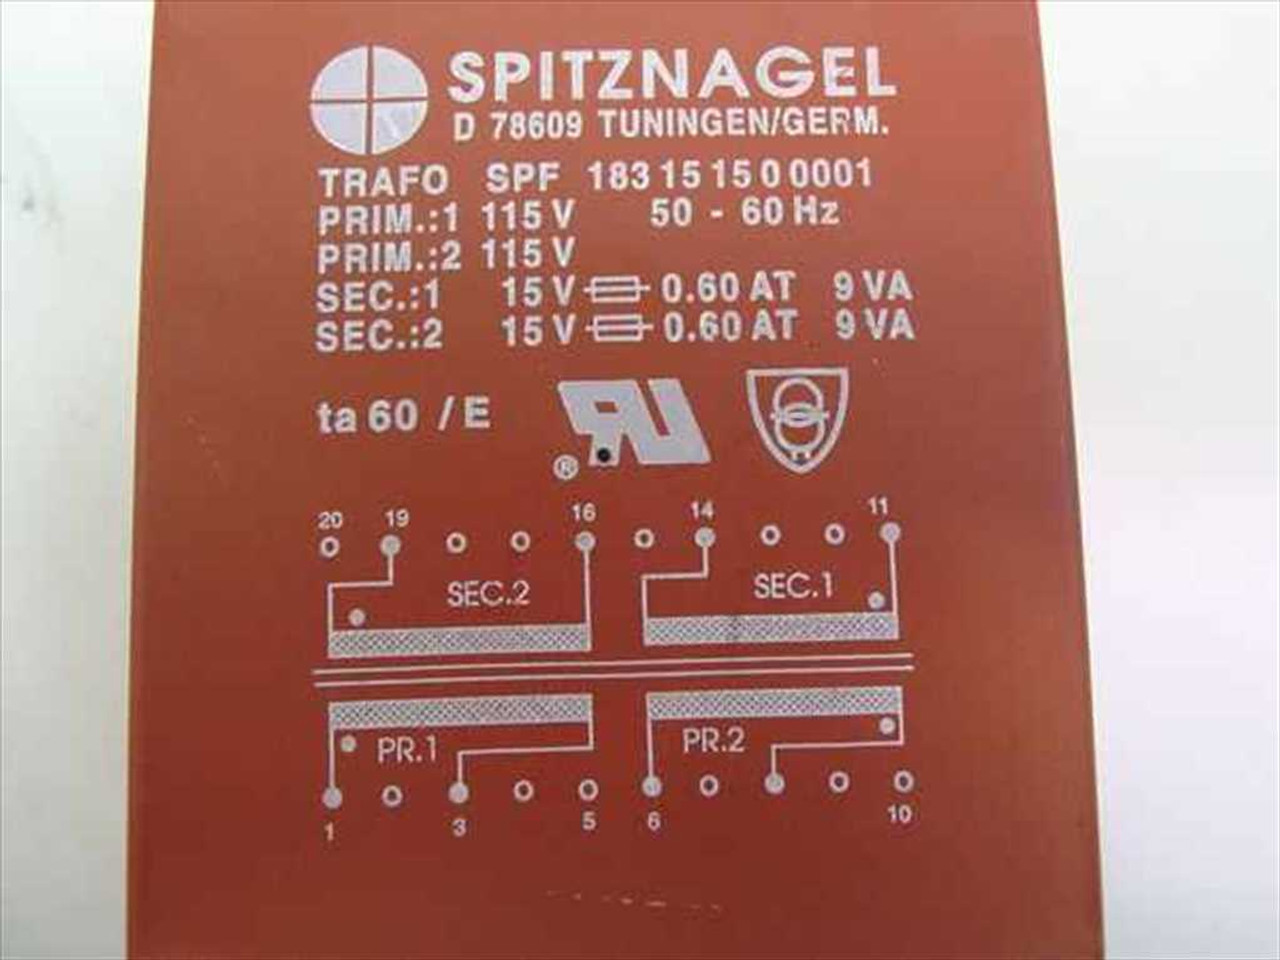 SPITZNAGEL
D 78609 TUNINGEN/GERM.
TRAFO SPF 183 15 15 0 0001
PRIM.:1 115 V 50 - 60 Hz
PRIM.:2 115 V
SEC.:1 15 V 0.60 AT 9 VA
SEC.:2 15 V 0.60 AT 9 VA
ta 60 / E
®
20 19 16 14 11
SEC.2 SEC.1
PR.1 PR.2
1 3 5 6 10